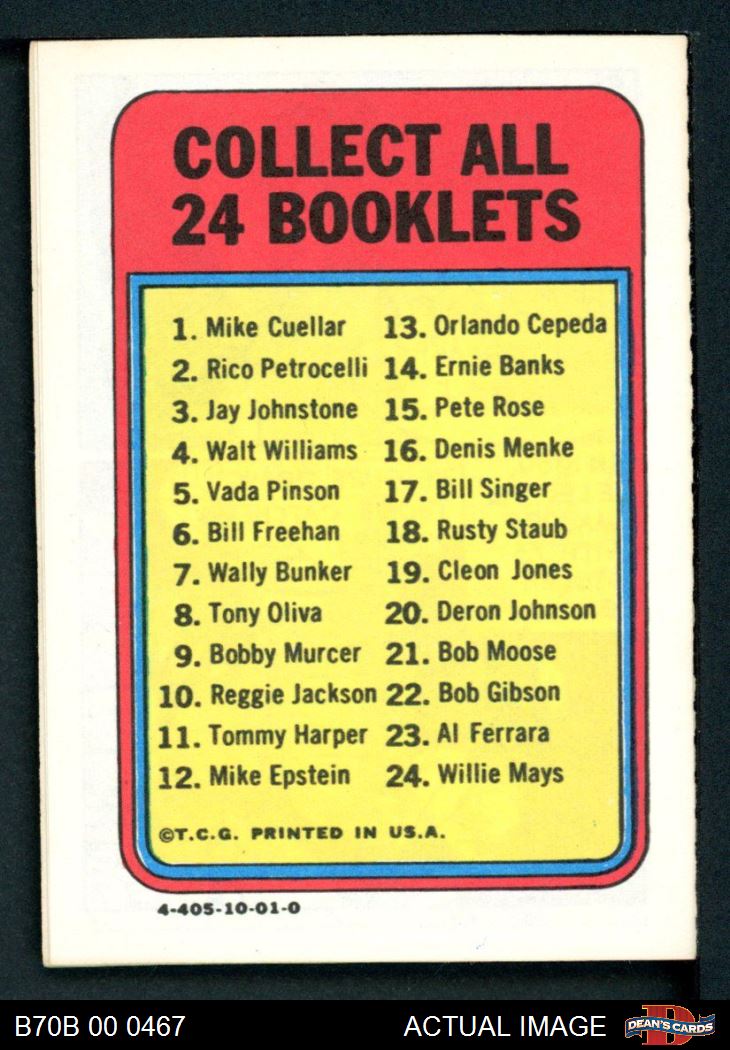 COLLECT ALL
24 BOOKLETS
1. Mike Cuellar
2. Rico Petrocelli
3. Jay Johnstone
4. Walt Williams
5. Vada Pinson
6. Bill Freehan
7. Wally Bunker
8. Tony Oliva
9. Bobby Murcer
10. Reggie Jackson
11. Tommy Harper
12. Mike Epstein
13. Orlando Cepeda
14. Ernie Banks
15. Pete Rose
16. Denis Menke
17. Bill Singer
18. Rusty Staub
19. Cleon Jones
20. Deron Johnson
21. Bob Moose
22. Bob Gibson
23. Al Ferrara
24. Willie Mays
©T.C.G. PRINTED IN U.S.A.
4-405-10-01-0
B70B 00 0467
ACTUAL IMAGE
D
DEAN'S CARDS